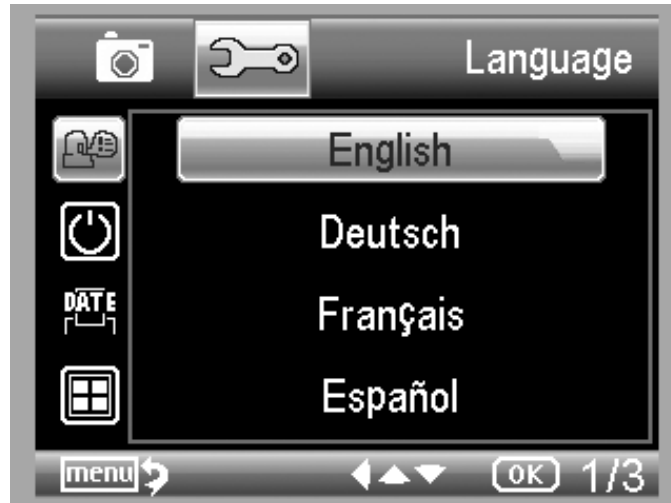 Language
English
Deutsch
DATE
Français
Español
menu OK 1/3